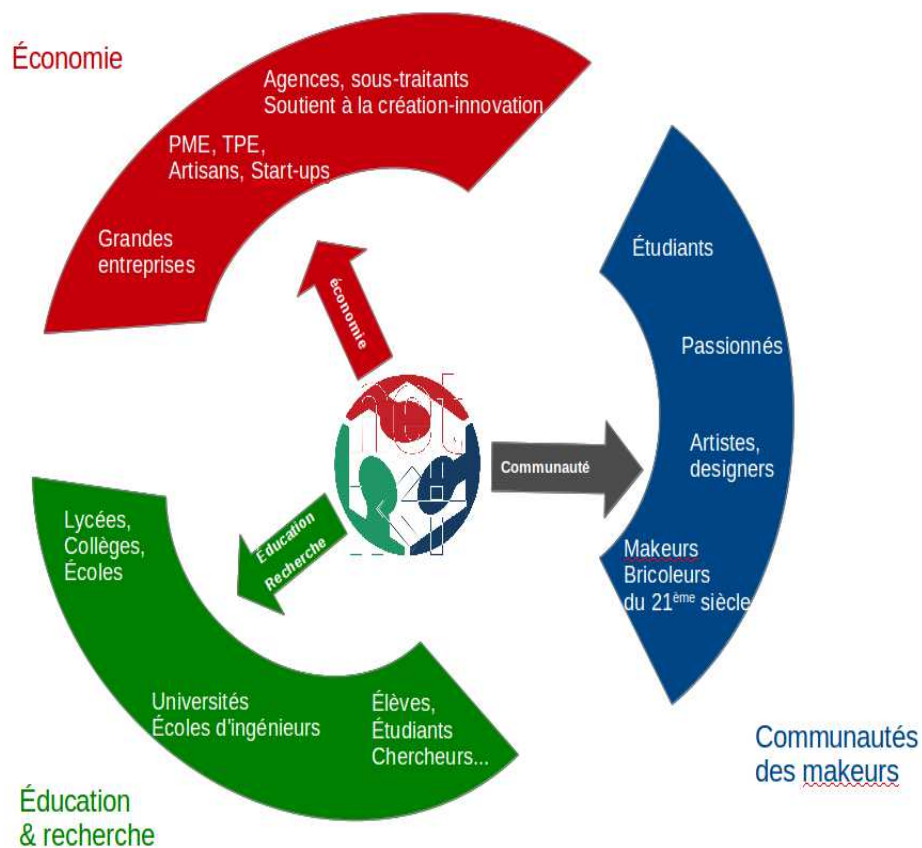 Économie
Agences, sous-traitants
Soutient à la création-innovation
PME, TPE,
Artisans, Start-ups
Grandes
entreprises
économie
Étudiants
Passionnés
Artistes,
designers
Makeurs
Bricoleurs
du 21ème siècle
Communauté
Éducation
Recherche
Lycées,
Collèges,
Écoles
Universités
Écoles d'ingénieurs
Élèves,
Étudiants
Chercheurs...
Communautés
des makeurs
Éducation
& recherche